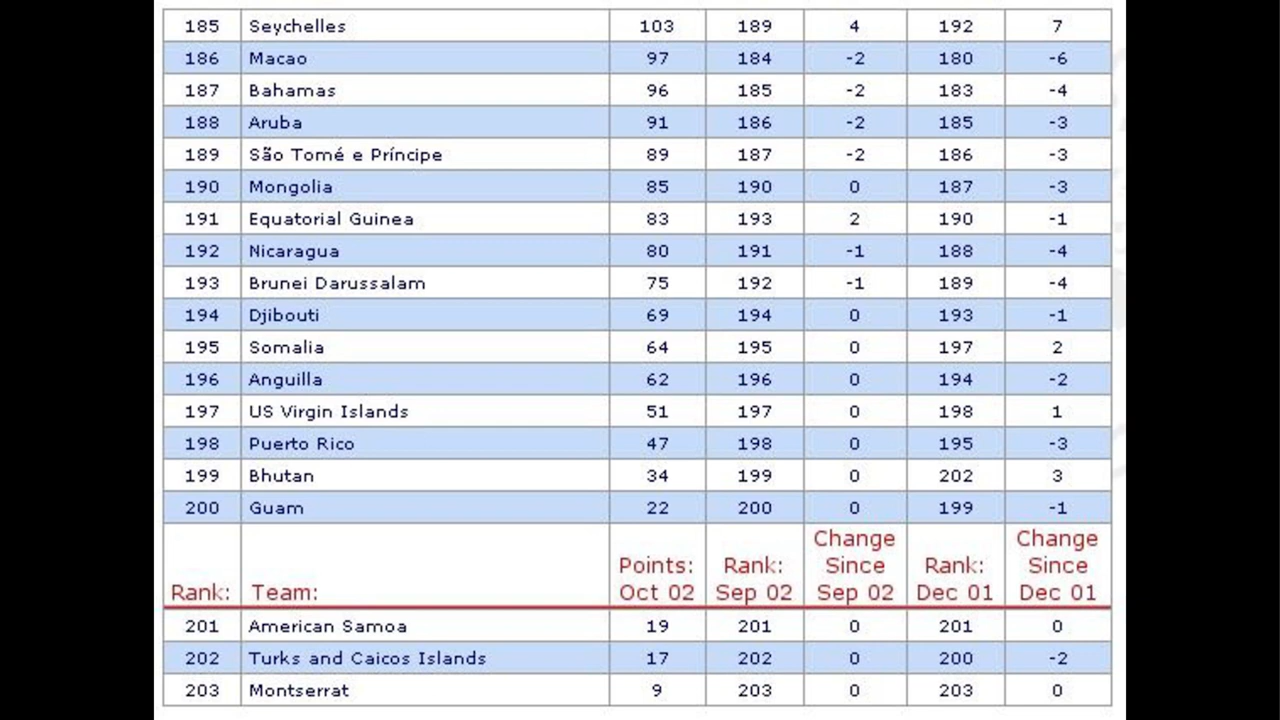 185 Seychelles 103 189 4 192 7
186 Macao 97 184 -2 180 -6
187 Bahamas 96 185 -2 183 -4
188 Aruba 91 186 -2 185 -3
189 São Tomé e Príncipe 89 187 -2 186 -3
190 Mongolia 85 190 0 187 -3
191 Equatorial Guinea 83 193 2 190 -1
192 Nicaragua 80 191 -1 188 -4
193 Brunei Darussalam 75 192 -1 189 -4
194 Djibouti 69 194 0 193 -1
195 Somalia 64 195 0 197 2
196 Anguilla 62 196 0 194 -2
197 US Virgin Islands 51 197 0 198 1
198 Puerto Rico 47 198 0 195 -3
199 Bhutan 34 199 0 202 3
200 Guam 22 200 0 199 -1
Change Change
Points: Rank: Since Rank: Since
Rank: Team: Oct 02 Sep 02 Sep 02 Dec 01 Dec 01
201 American Samoa 19 201 0 201 0
202 Turks and Caicos Islands 17 202 0 200 -2
203 Montserrat 9 203 0 203 0